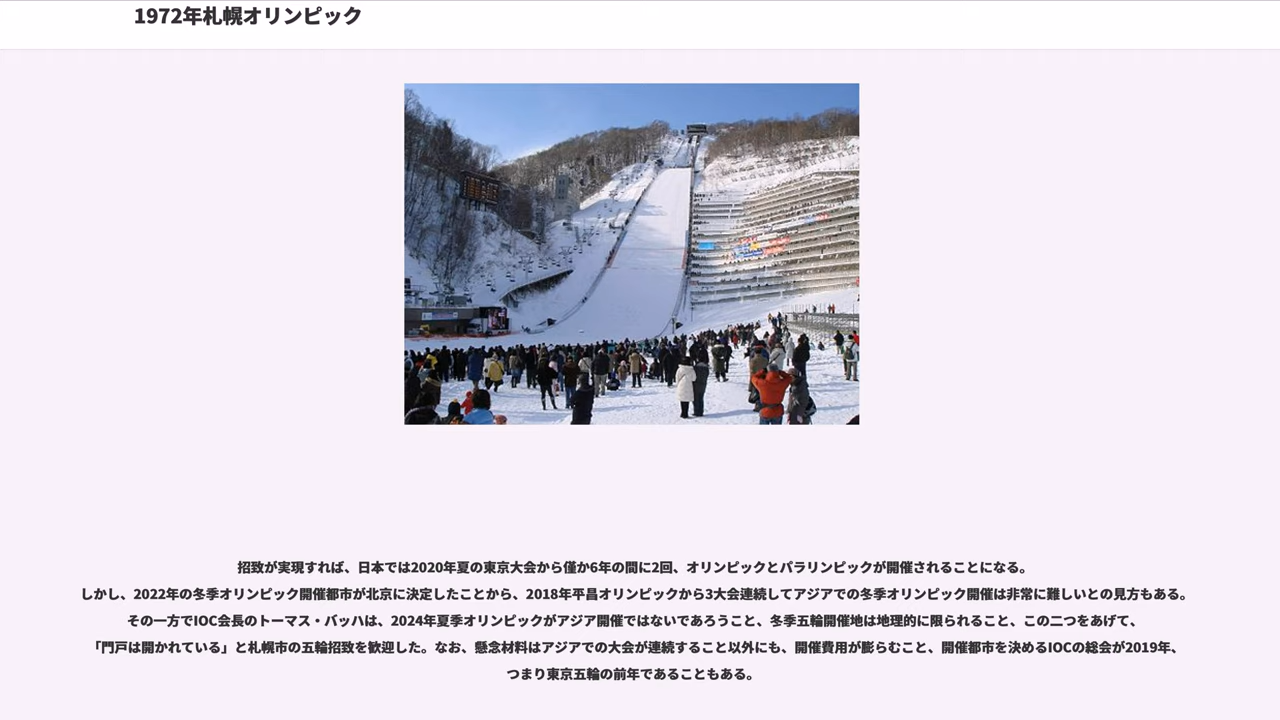 1972年札幌オリンピック
招致が実現すれば、日本では2020年夏の東京大会から僅か6年の間に2回、オリンピックとパラリンピックが開催されることになる。
しかし、2022年の冬季オリンピック開催都市が北京に決定したことから、2018年平昌オリンピックから3大会連続してアジアでの冬季オリンピック開催は非常に難しいとの見方もある。
その一方でIOC会長のトーマス・バッハは、2024年夏季オリンピックがアジア開催ではないであろうこと、冬季五輪開催地は地理的に限られること、この二つをあげて、
「門戸は開かれている」と札幌市の五輪招致を歓迎した。なお、懸念材料はアジアでの大会が連続すること以外にも、開催費用が膨らむこと、開催都市を決めるIOCの総会が2019年、
つまり東京五輪の前年であることもある。